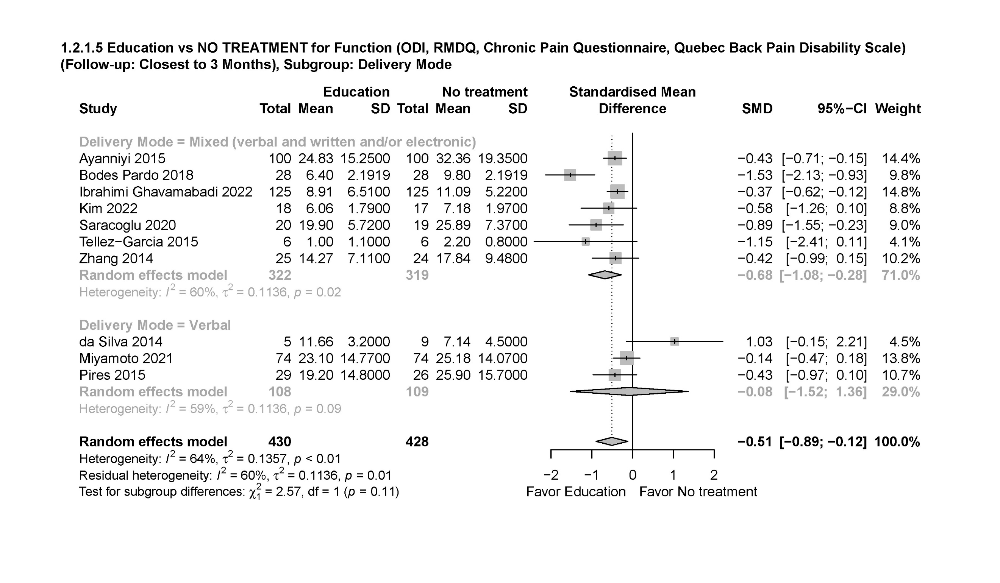 1.2.1.5 Education vs NO TREATMENT for Function (ODI, RMDQ, Chronic Pain Questionnaire, Quebec Back Pain Disability Scale)
(Follow-up: Closest to 3 Months), Subgroup: Delivery Mode
Education No treatment Standardised Mean
Study Total Mean SD Total Mean SD Difference SMD 95%−CI Weight
Delivery Mode = Mixed (verbal and written and/or electronic)
Ayanniyi 2015 100 24.83 15.2500 100 32.36 19.3500 −0.43 [−0.71; −0.15] 14.4%
Bodes Pardo 2018 28 6.40 2.1919 28 9.80 2.1919 −1.53 [−2.13; −0.93] 9.8%
Ibrahimi Ghavamabadi 2022 125 8.91 6.5100 125 11.09 5.2200 −0.37 [−0.62; −0.12] 14.8%
Kim 2022 18 6.06 1.7900 17 7.18 1.9700 −0.58 [−1.26; 0.10] 8.8%
Saracoglu 2020 20 19.90 5.7200 19 25.89 7.3700 −0.89 [−1.55; −0.23] 9.0%
Tellez−Garcia 2015 6 1.00 1.1000 6 2.20 0.8000 −1.15 [−2.41; 0.11] 4.1%
Zhang 2014 25 14.27 7.1100 24 17.84 9.4800 −0.42 [−0.99; 0.15] 10.2%
Random effects model 322 319 −0.68 [−1.08; −0.28] 71.0%
Heterogeneity: I² = 60%, τ² = 0.1136, p = 0.02
Delivery Mode = Verbal
da Silva 2014 5 11.66 3.2000 9 7.14 4.5000 1.03 [−0.15; 2.21] 4.5%
Miyamoto 2021 74 23.10 14.7700 74 25.18 14.0700 −0.14 [−0.47; 0.18] 13.8%
Pires 2015 29 19.20 14.8000 26 25.90 15.7000 −0.43 [−0.97; 0.10] 10.7%
Random effects model 108 109 −0.08 [−1.52; 1.36] 29.0%
Heterogeneity: I² = 59%, τ² = 0.1136, p = 0.09
Random effects model 430 428 −0.51 [−0.89; −0.12] 100.0%
Heterogeneity: I² = 64%, τ² = 0.1357, p < 0.01
Residual heterogeneity: I² = 60%, τ² = 0.1136, p = 0.01
−2 −1 0 1 2
Test for subgroup differences: χ₁² = 2.57, df = 1 (p = 0.11)
Favor Education Favor No treatment